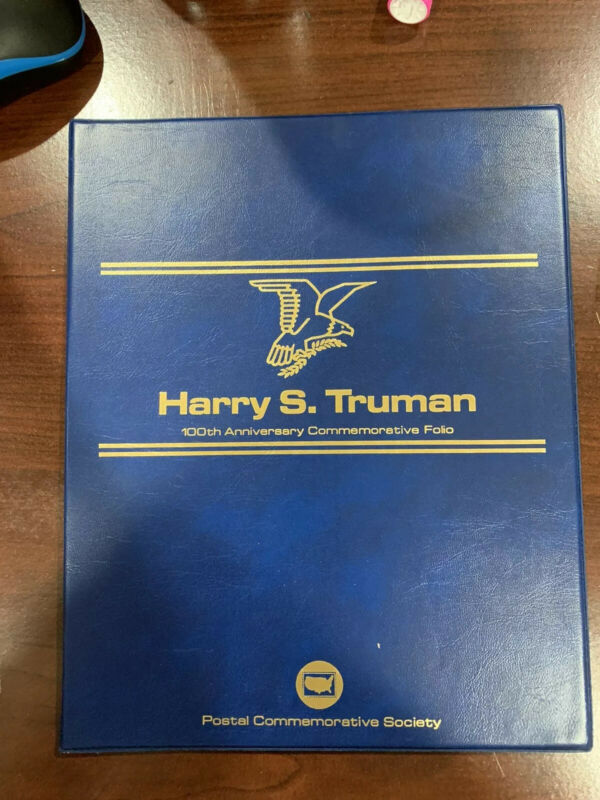 Harry S. Truman
100th Anniversary Commemorative Folio
Postal Commemorative Society